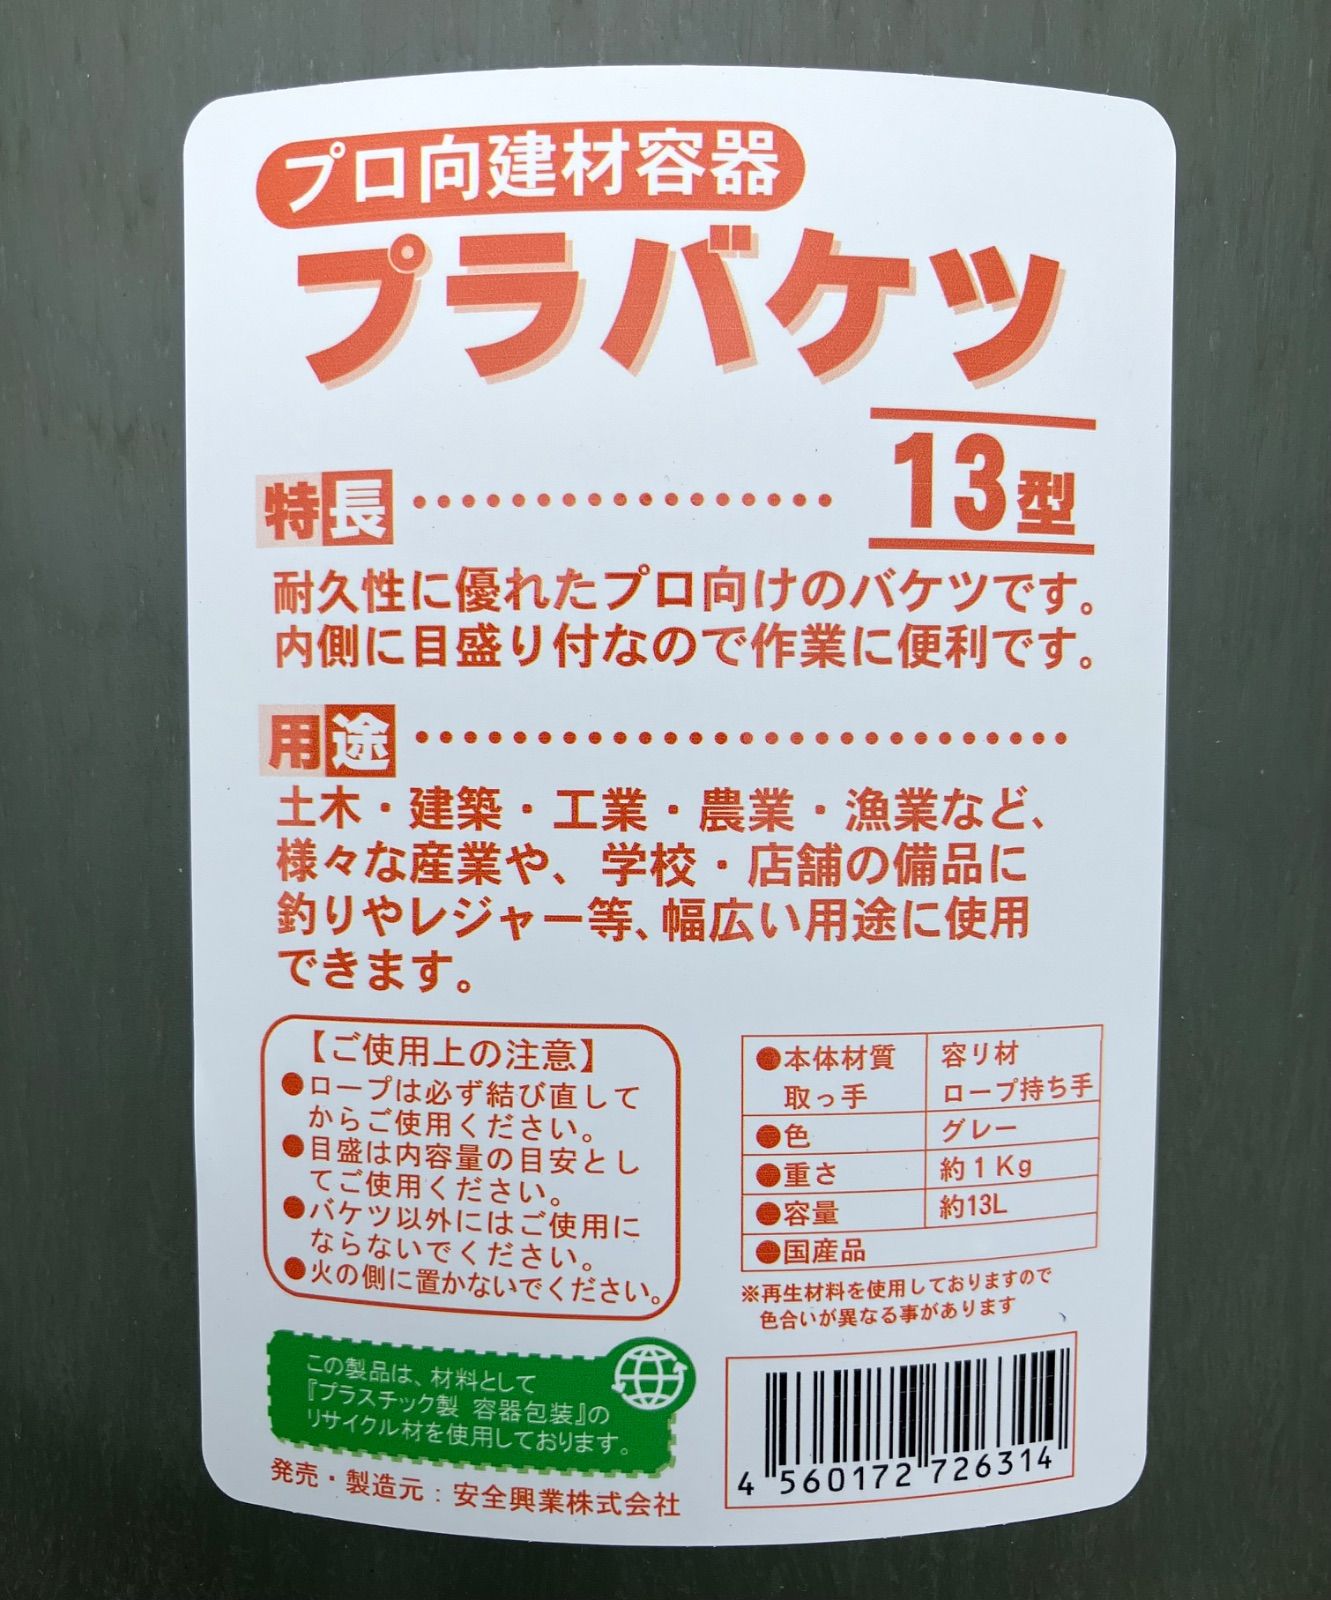 プロ向建材容器
プラバケツ
13型
特長
耐久性に優れたプロ向けのバケツです。
内側に目盛り付なので作業に便利です。
用途
土木・建築・工業・農業・漁業など、
様々な産業や、学校・店舗の備品に
釣りやレジャー等、幅広い用途に使用
できます。
【ご使用上の注意】
●ロープは必ず結び直して
からご使用ください。
●目盛は内容量の目安とし
てご使用ください。
●バケツ以外にはご使用に
ならないでください。
●火の側に置かないでください。
●本体材質 容リ材
取っ手 ロープ持ち手
●色 グレー
●重さ 約1Kg
●容量 約13L
●国産品
※再生材料を使用しておりますので
色合いが異なる事があります
この製品は、材料として
『プラスチック製 容器包装』の
リサイクル材を使用しております。
発売・製造元：安全興業株式会社
4 560172 726314